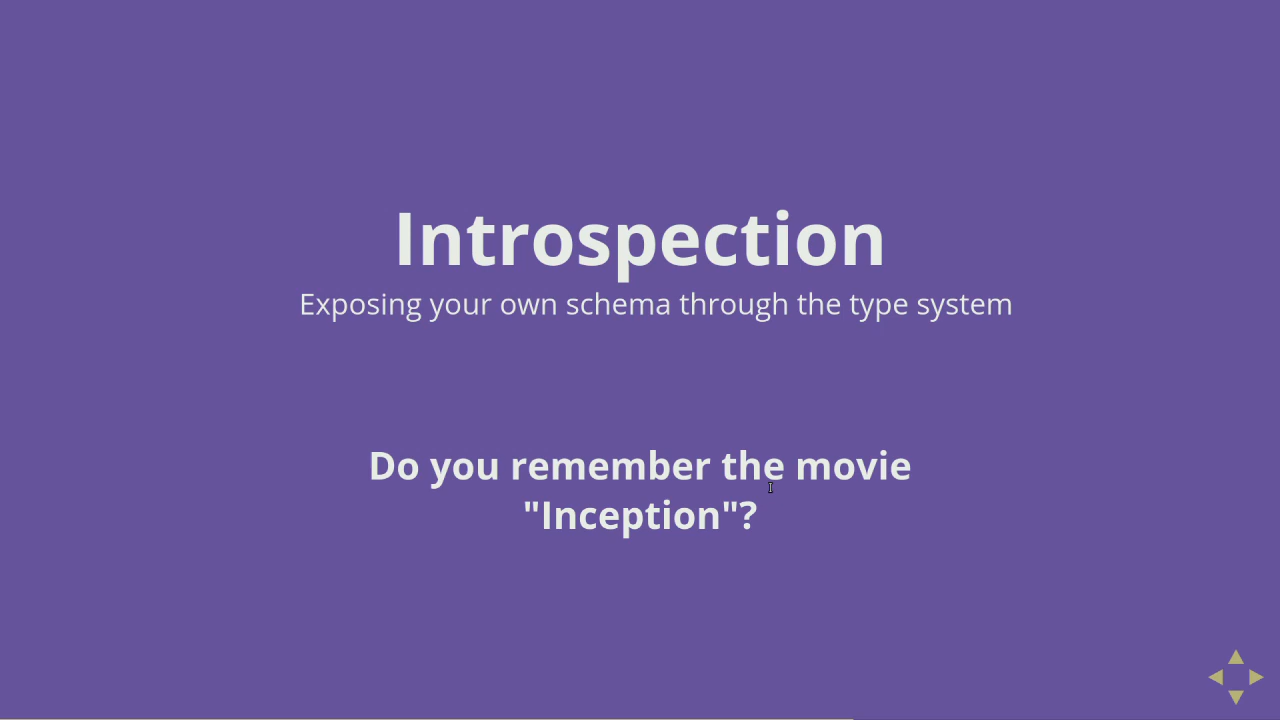 Introspection
Exposing your own schema through the type system
Do you remember the movie
"Inception"?